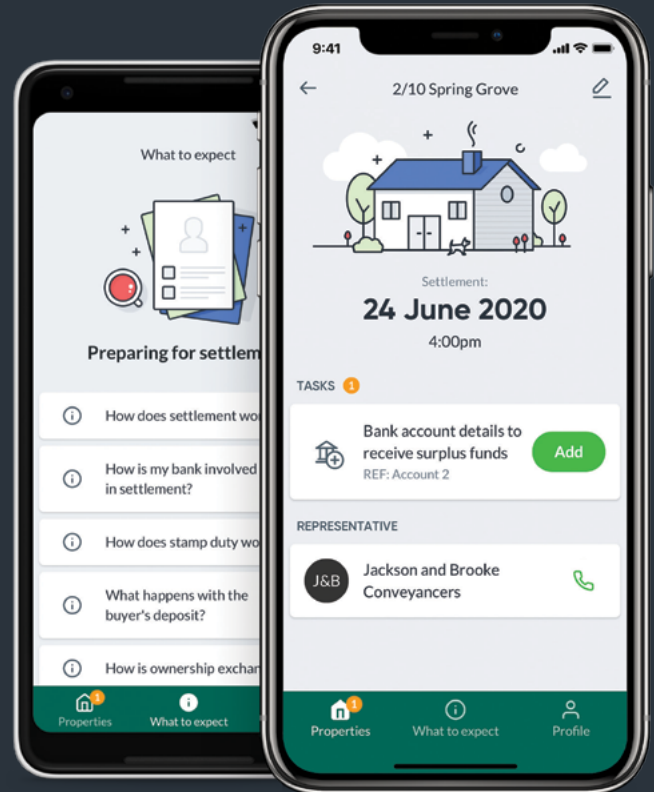 What to expect
Preparing for settlem
How does settlement wo
How is my bank involved
in settlement?
How does stamp duty wo
What happens with the
buyer's deposit?
How is ownership exchan
1
Properties
What to expect
9:41
2/10 Spring Grove
Settlement:
24 June 2020
4:00pm
TASKS 1
Bank account details to
receive surplus funds
REF: Account 2
Add
REPRESENTATIVE
J&B
Jackson and Brooke
Conveyancers
1
Properties
What to expect
Profile